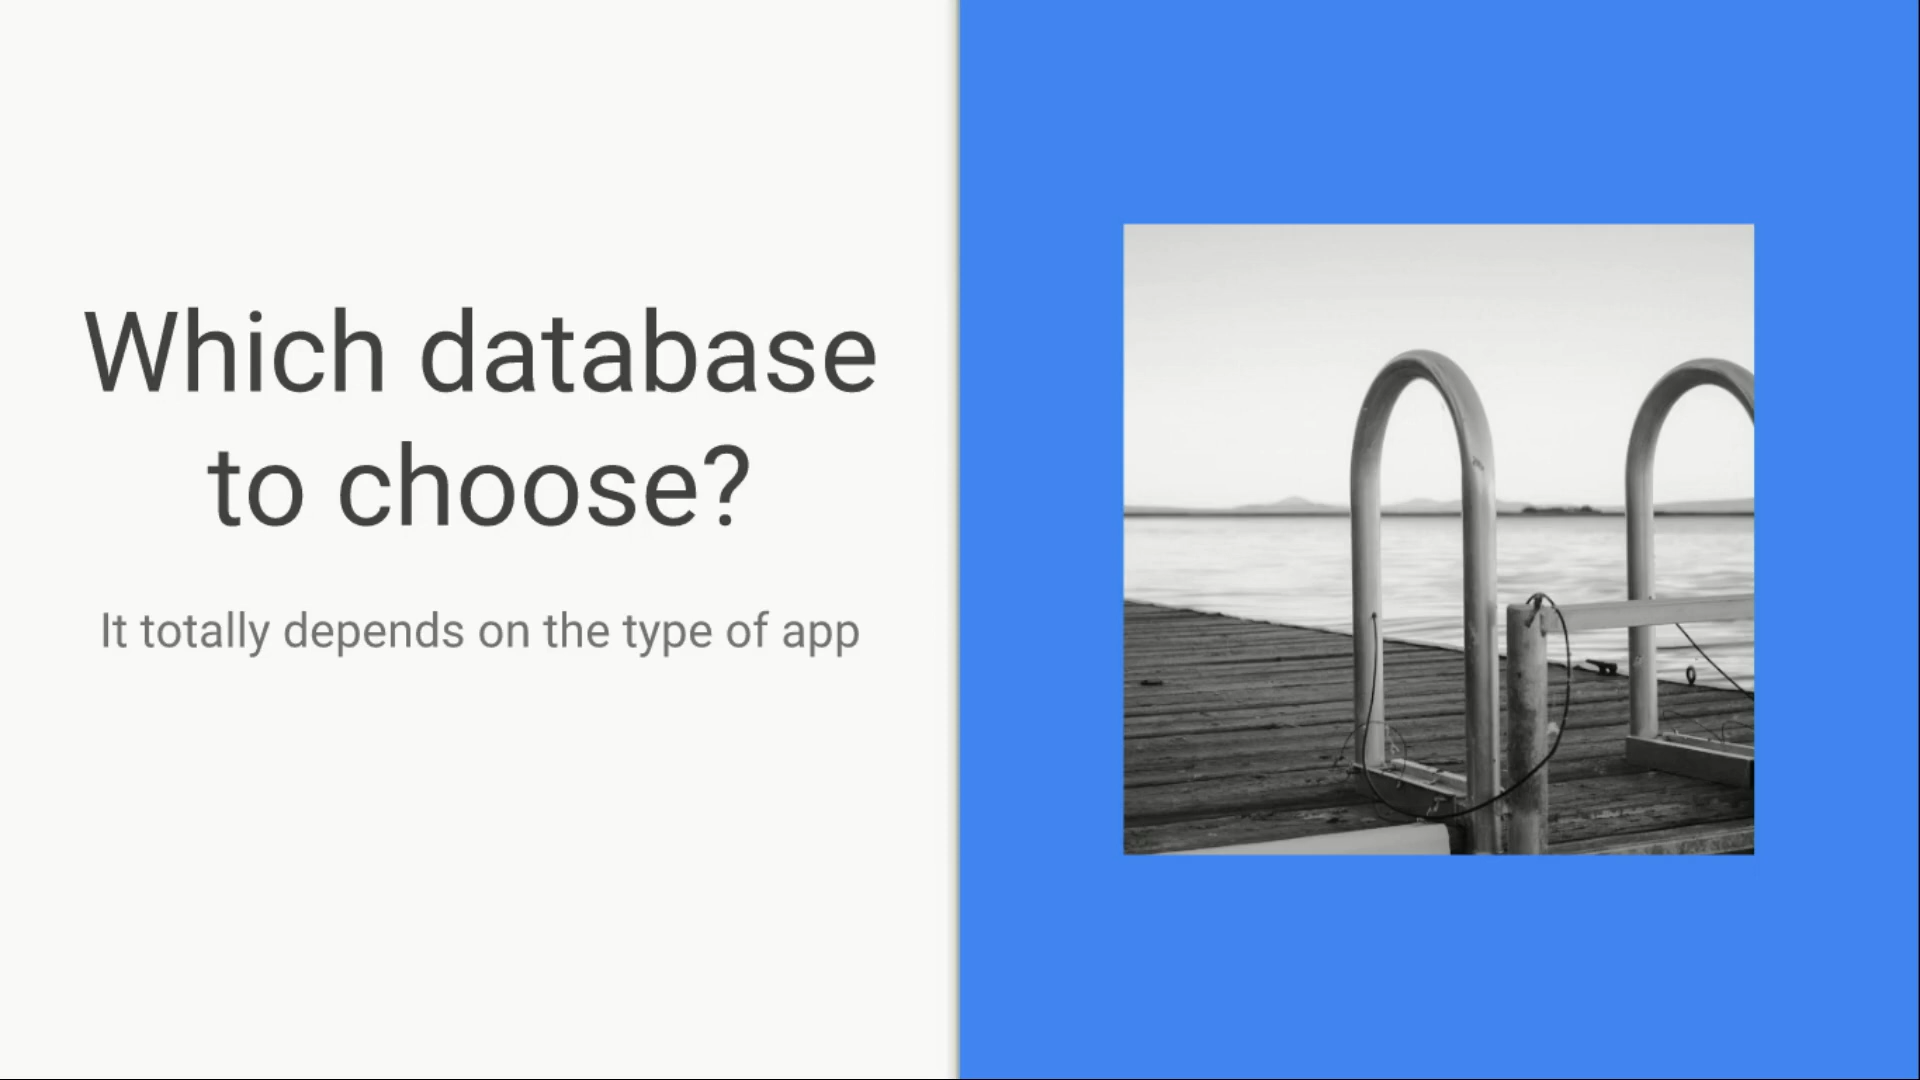 Which database
to choose?
It totally depends on the type of app